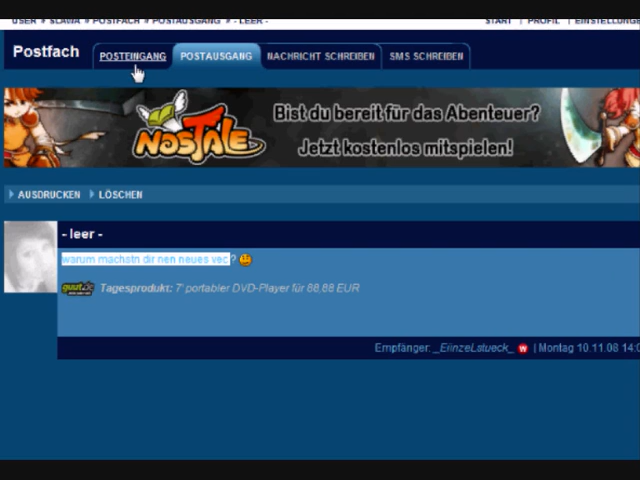 USER » SLAWA » POSTFACH » POSTAUSGANG » - LEER -
START | PROFIL | EINSTELLUNGE
Postfach
POSTEINGANG
POSTAUSGANG
NACHRICHT SCHREIBEN
SMS SCHREIBEN
NOSTALE
Bist du bereit für das Abenteuer?
Jetzt kostenlos mitspielen!
AUSDRUCKEN
LÖSCHEN
- leer -
warum machstn dir nen neues vec?
Tagesprodukt: 7' portabler DVD-Player für 88,88 EUR
Empfänger: _EiinzeLstueck_ w | Montag 10.11.08 14:0